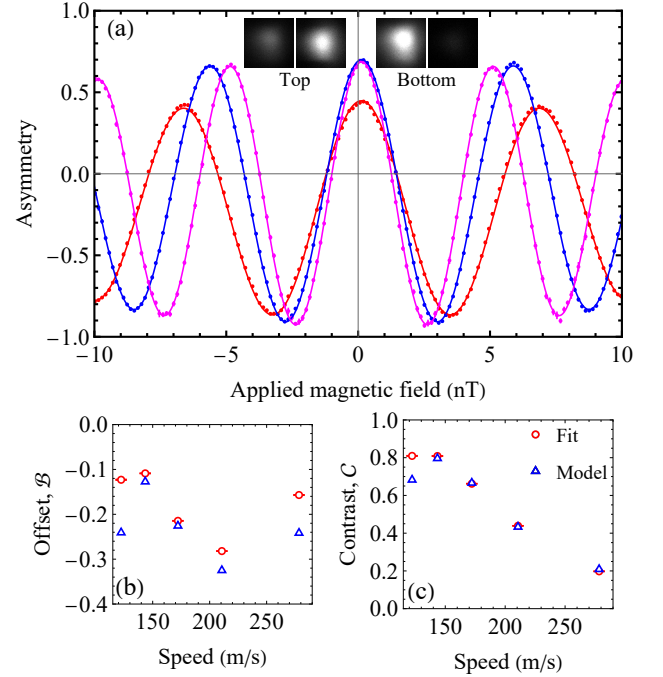 (a)
Top Bottom
1.0
0.5
0.0
−0.5
−1.0
Asymmetry
−10 −5 0 5 10
Applied magnetic field (nT)
0.0
−0.1
−0.2
−0.3
−0.4
Offset, ℬ
(b)
150 200 250
Speed (m/s)
1.0
0.8
0.6
0.4
0.2
0.0
Contrast, 𝒞
Fit
Model
(c)
150 200 250
Speed (m/s)